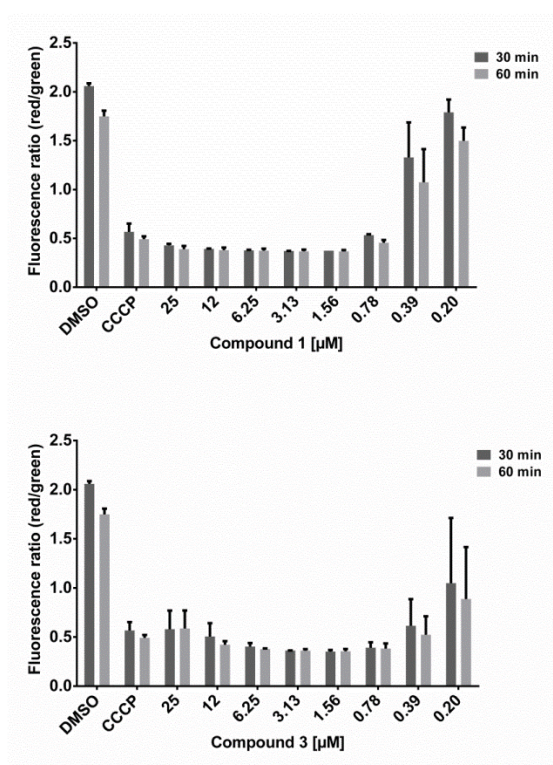 Fluorescence ratio (red/green)
2.5
2.0
1.5
1.0
0.5
0.0
30 min
60 min
DMSO CCCP 25 12 6.25 3.13 1.56 0.78 0.39 0.20
Compound 1 [µM]
Fluorescence ratio (red/green)
2.5
2.0
1.5
1.0
0.5
0.0
30 min
60 min
DMSO CCCP 25 12 6.25 3.13 1.56 0.78 0.39 0.20
Compound 3 [µM]